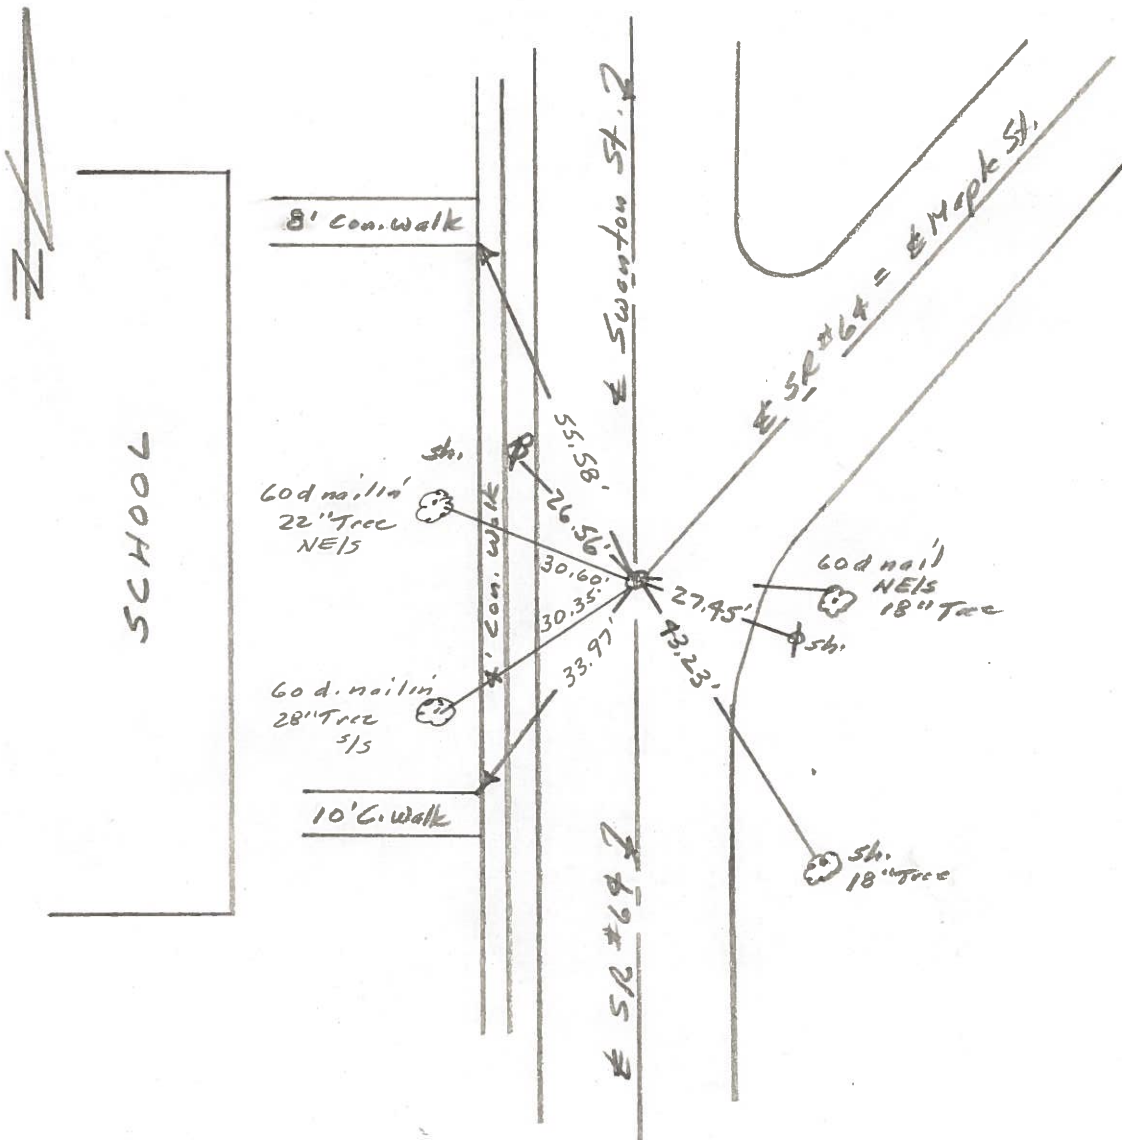 N
SCHOOL
8' Con. walk
℄ Swanton St.
℄ SR #64 = ℄ Maple St.
55.58'
sh.
26.56'
60d nail in
22" Tree
NE/S
4' Con. walk
30.60'
30.35'
33.97'
27.45'
43.23'
60d nail
NE/S
18" Tree
sh.
60 d. nail in
28" Tree
S/S
10' C. walk
℄ SR #64
sh.
18" Tree